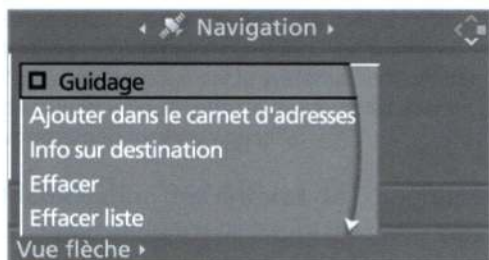 Navigation
Guidage
Ajouter dans le carnet d'adresses
Info sur destination
Effacer
Effacer liste
Vue flèche